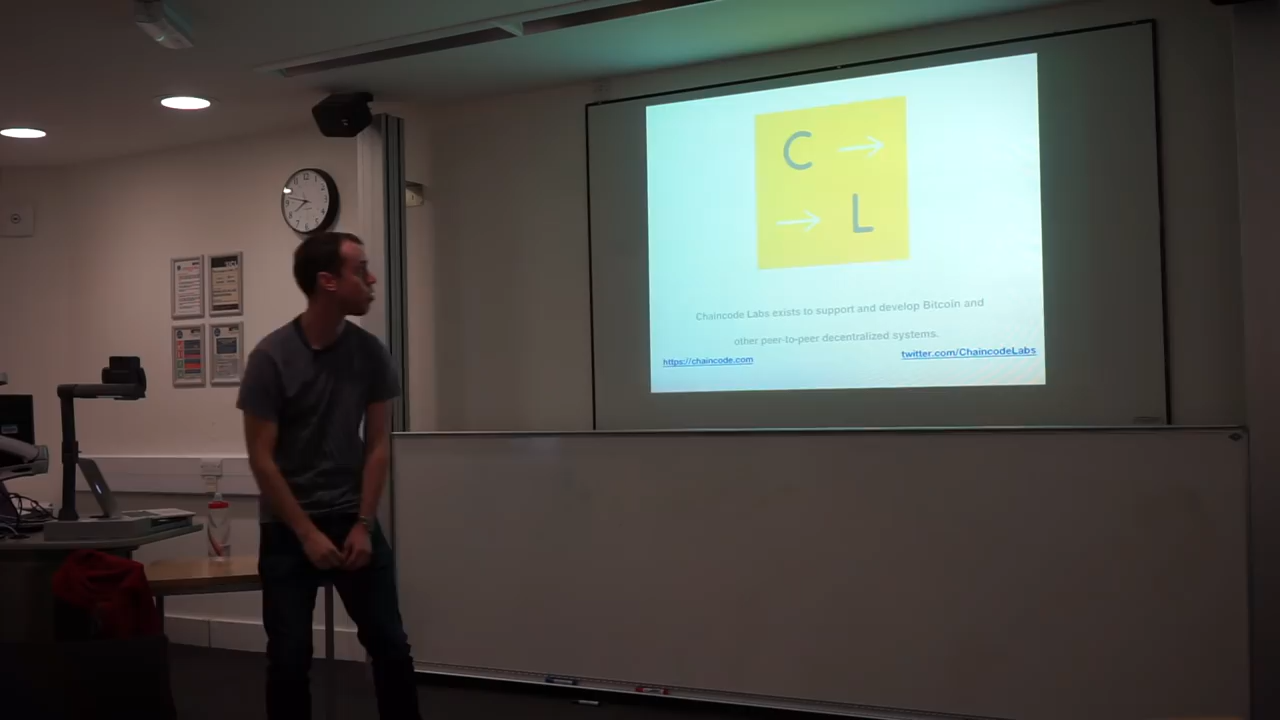 C →
→ L
Chaincode Labs exists to support and develop Bitcoin and
other peer-to-peer decentralized systems.
https://chaincode.com
twitter.com/ChaincodeLabs